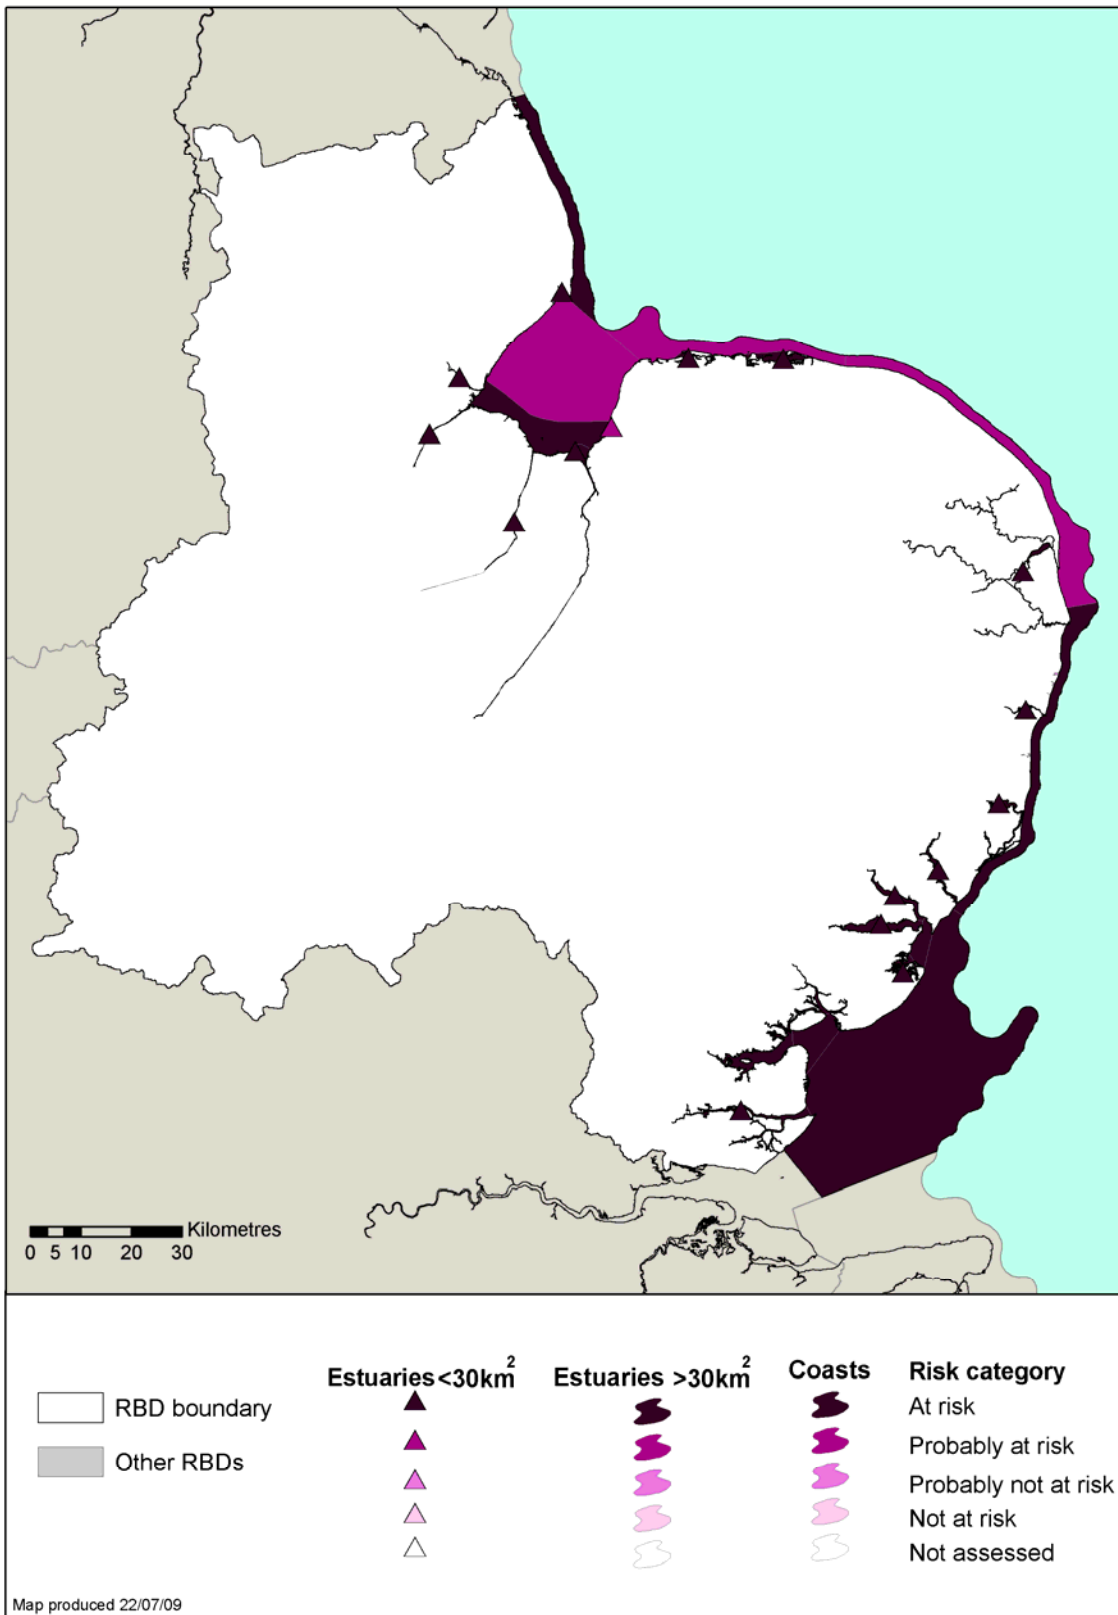 Kilometres
0 5 10 20 30
Estuaries <30km² Estuaries >30km² Coasts Risk category
RBD boundary
Other RBDs
At risk
Probably at risk
Probably not at risk
Not at risk
Not assessed
Map produced 22/07/09